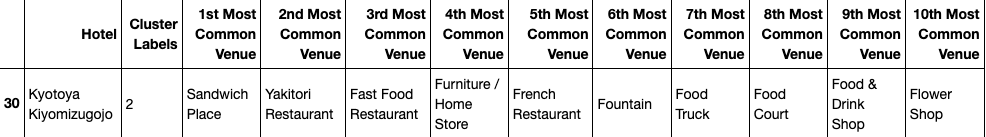 Hotel Cluster Labels 1st Most Common Venue 2nd Most Common Venue 3rd Most Common Venue 4th Most Common Venue 5th Most Common Venue 6th Most Common Venue 7th Most Common Venue 8th Most Common Venue 9th Most Common Venue 10th Most Common Venue
30 Kyotoya Kiyomizugojo 2 Sandwich Place Yakitori Restaurant Fast Food Restaurant Furniture / Home Store French Restaurant Fountain Food Truck Food Court Food & Drink Shop Flower Shop